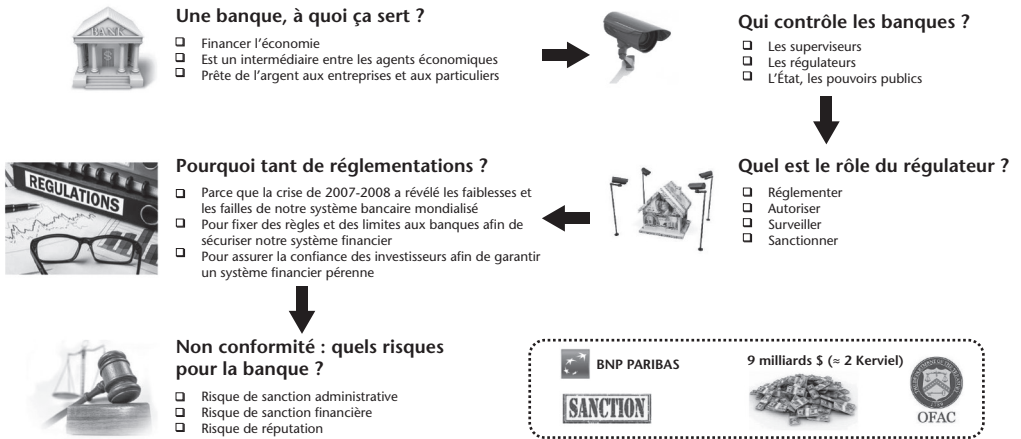 BANK
Une banque, à quoi ça sert ?
❑ Financer l’économie
❑ Est un intermédiaire entre les agents économiques
❑ Prête de l’argent aux entreprises et aux particuliers
Qui contrôle les banques ?
❑ Les superviseurs
❑ Les régulateurs
❑ L’État, les pouvoirs publics
Quel est le rôle du régulateur ?
❑ Réglementer
❑ Autoriser
❑ Surveiller
❑ Sanctionner
REGULATIONS
Pourquoi tant de réglementations ?
❑ Parce que la crise de 2007-2008 a révélé les faiblesses et
les failles de notre système bancaire mondialisé
❑ Pour fixer des règles et des limites aux banques afin de
sécuriser notre système financier
❑ Pour assurer la confiance des investisseurs afin de garantir
un système financier pérenne
Non conformité : quels risques
pour la banque ?
❑ Risque de sanction administrative
❑ Risque de sanction financière
❑ Risque de réputation
BNP PARIBAS
SANCTION
9 milliards $ (≈ 2 Kerviel)
1789
OFAC